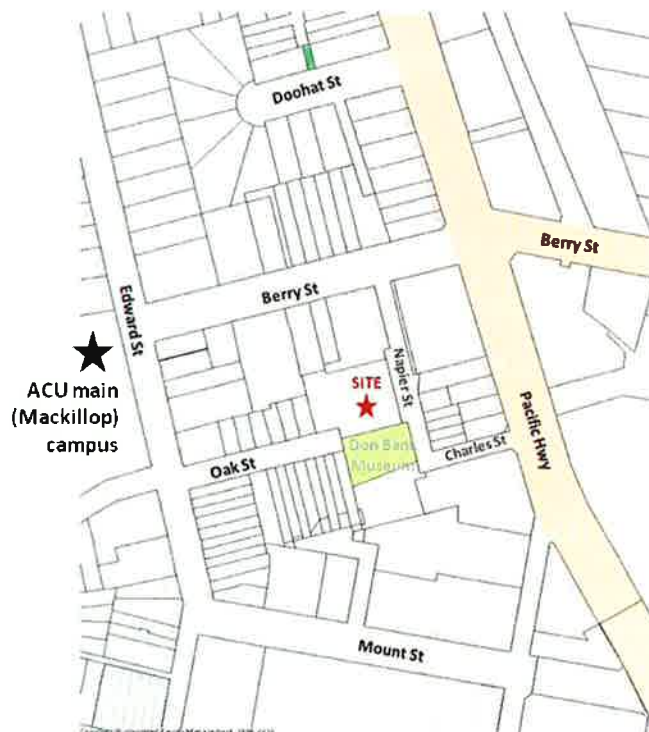 Doohat St
Berry St
Berry St
Edward St
ACU main
(Mackillop)
campus
Napier St
SITE
Pacific Hwy
Don Bank
Museum
Charles St
Oak St
Mount St